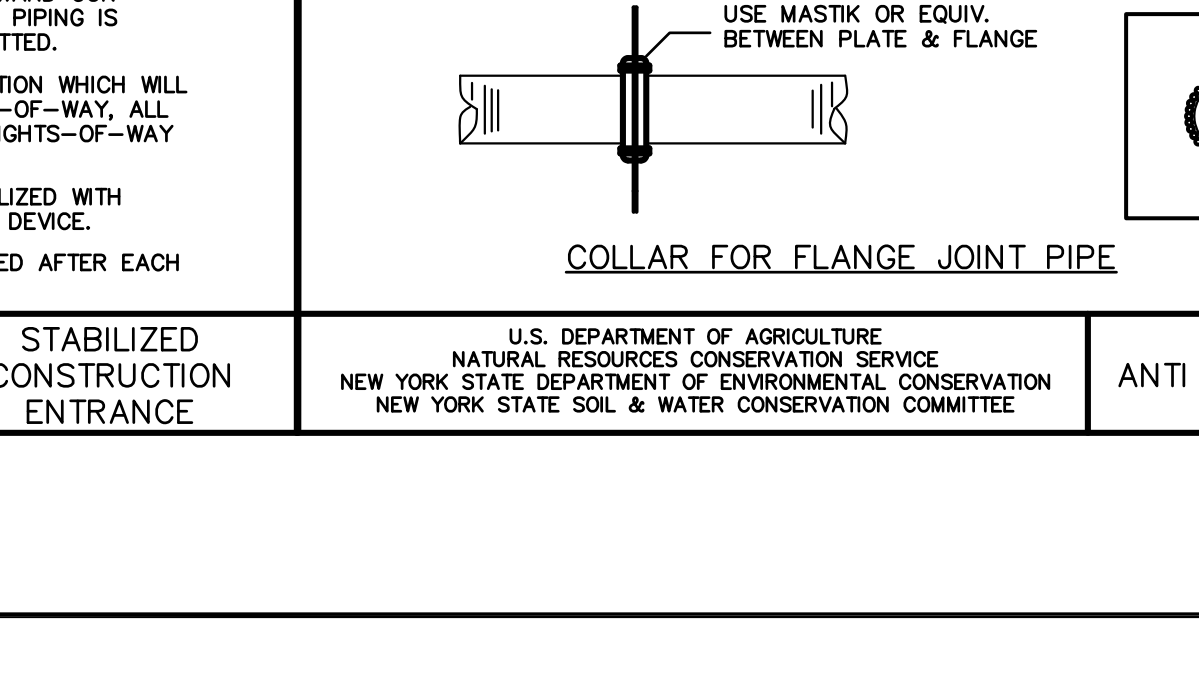 PIPING IS
TION WHICH WILL
-OF-WAY, ALL
IGHTS-OF-WAY
LIZED WITH
DEVICE.
ED AFTER EACH
STABILIZED
CONSTRUCTION
ENTRANCE
USE MASTIK OR EQUIV.
BETWEEN PLATE & FLANGE
COLLAR FOR FLANGE JOINT PIPE
U.S. DEPARTMENT OF AGRICULTURE
NATURAL RESOURCES CONSERVATION SERVICE
NEW YORK STATE DEPARTMENT OF ENVIRONMENTAL CONSERVATION
NEW YORK STATE SOIL & WATER CONSERVATION COMMITTEE
ANTI